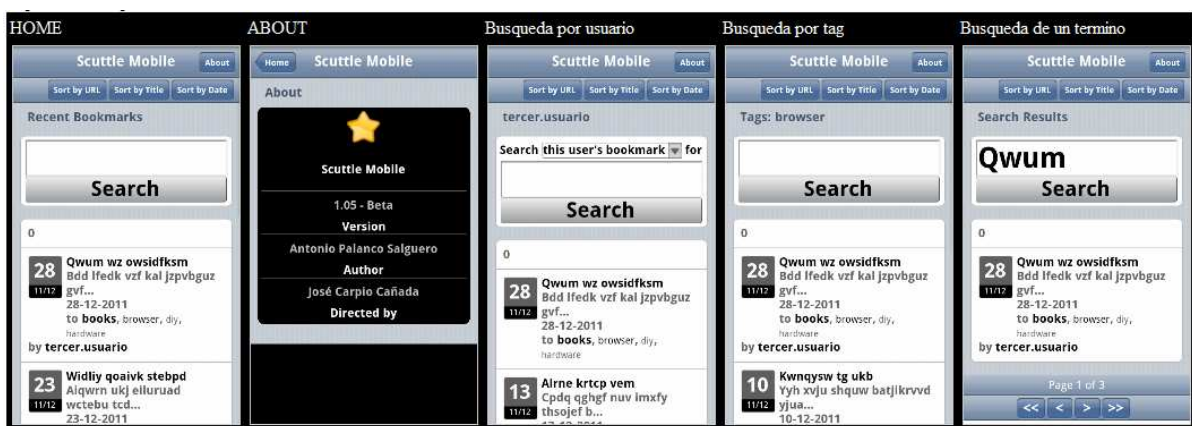 HOME
Scuttle Mobile About
Sort by URL Sort by Title Sort by Date
Recent Bookmarks
Search
0
28
11/12
Qwum wz owsidfksm
Bdd lfedk vzf kal jzpvbguz
gvf...
28-12-2011
to books, browser, diy,
hardware
by tercer.usuario
23
11/12
Widliy qoaivk stebpd
Aiqwrn ukj eiluruad
wctebu tcd...
23-12-2011
ABOUT
Home Scuttle Mobile
About
Scuttle Mobile
1.05 - Beta
Version
Antonio Palanco Salguero
Author
José Carpio Cañada
Directed by
Busqueda por usuario
Scuttle Mobile About
Sort by URL Sort by Title Sort by Date
tercer.usuario
Search this user's bookmark for
Search
0
28
11/12
Qwum wz owsidfksm
Bdd lfedk vzf kal jzpvbguz
gvf...
28-12-2011
to books, browser, diy,
hardware
13
11/12
Alrne krtcp vem
Cpdq qghgf nuv imxfy
thsojef b...
Busqueda por tag
Scuttle Mobile About
Sort by URL Sort by Title Sort by Date
Tags: browser
Search
0
28
11/12
Qwum wz owsidfksm
Bdd lfedk vzf kal jzpvbguz
gvf...
28-12-2011
to books, browser, diy,
hardware
by tercer.usuario
10
11/12
Kwnqysw tg ukb
Yyh xvju shquw batjlkrvvd
yjua...
10-12-2011
Busqueda de un termino
Scuttle Mobile About
Sort by URL Sort by Title Sort by Date
Search Results
Qwum
Search
0
28
11/12
Qwum wz owsidfksm
Bdd lfedk vzf kal jzpvbguz
gvf...
28-12-2011
to books, browser, diy,
hardware
by tercer.usuario
Page 1 of 3
<< < > >>